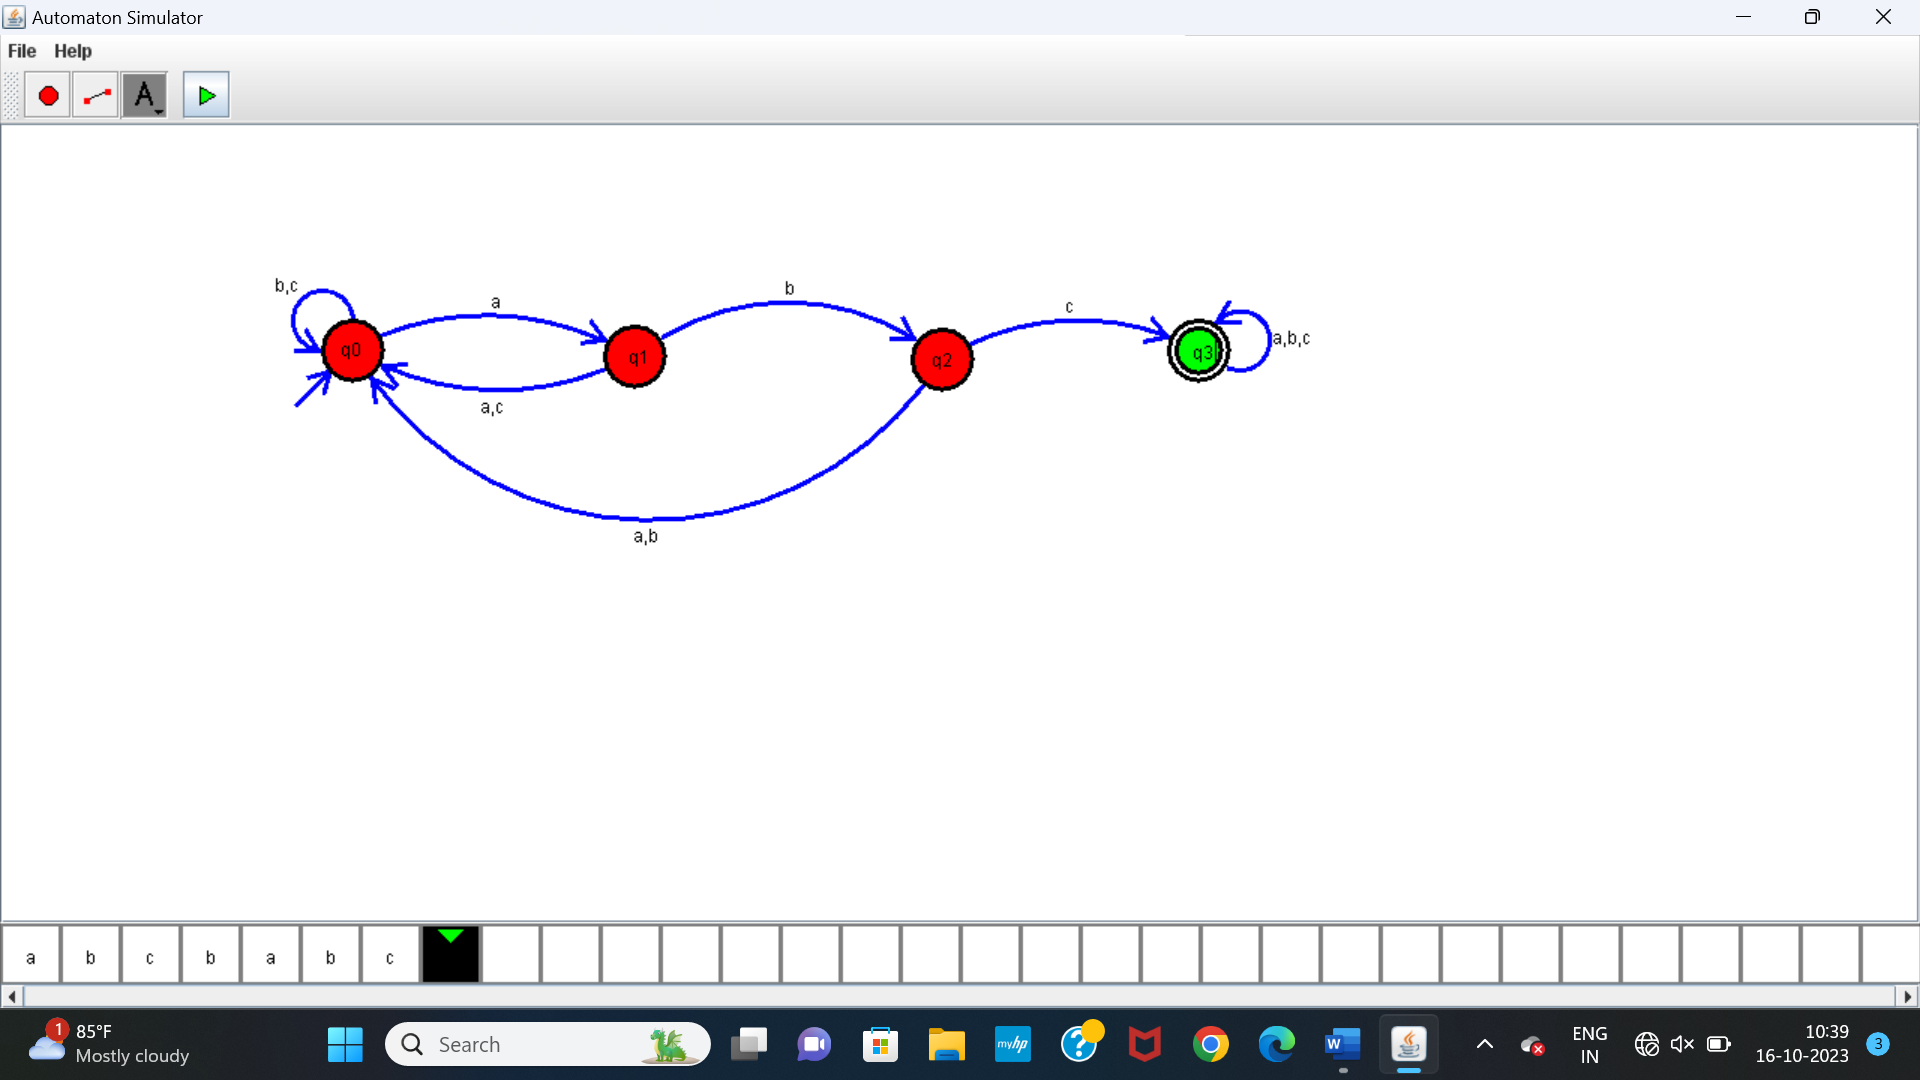 Automaton Simulator
File Help
A
b,c
a
b
c
q0
q1
q2
q3
a,b,c
a,c
a,b
a b c b a b c
1
85°F
Mostly cloudy
Search
myhp
?
W
ENG
IN
10:39
16-10-2023
3